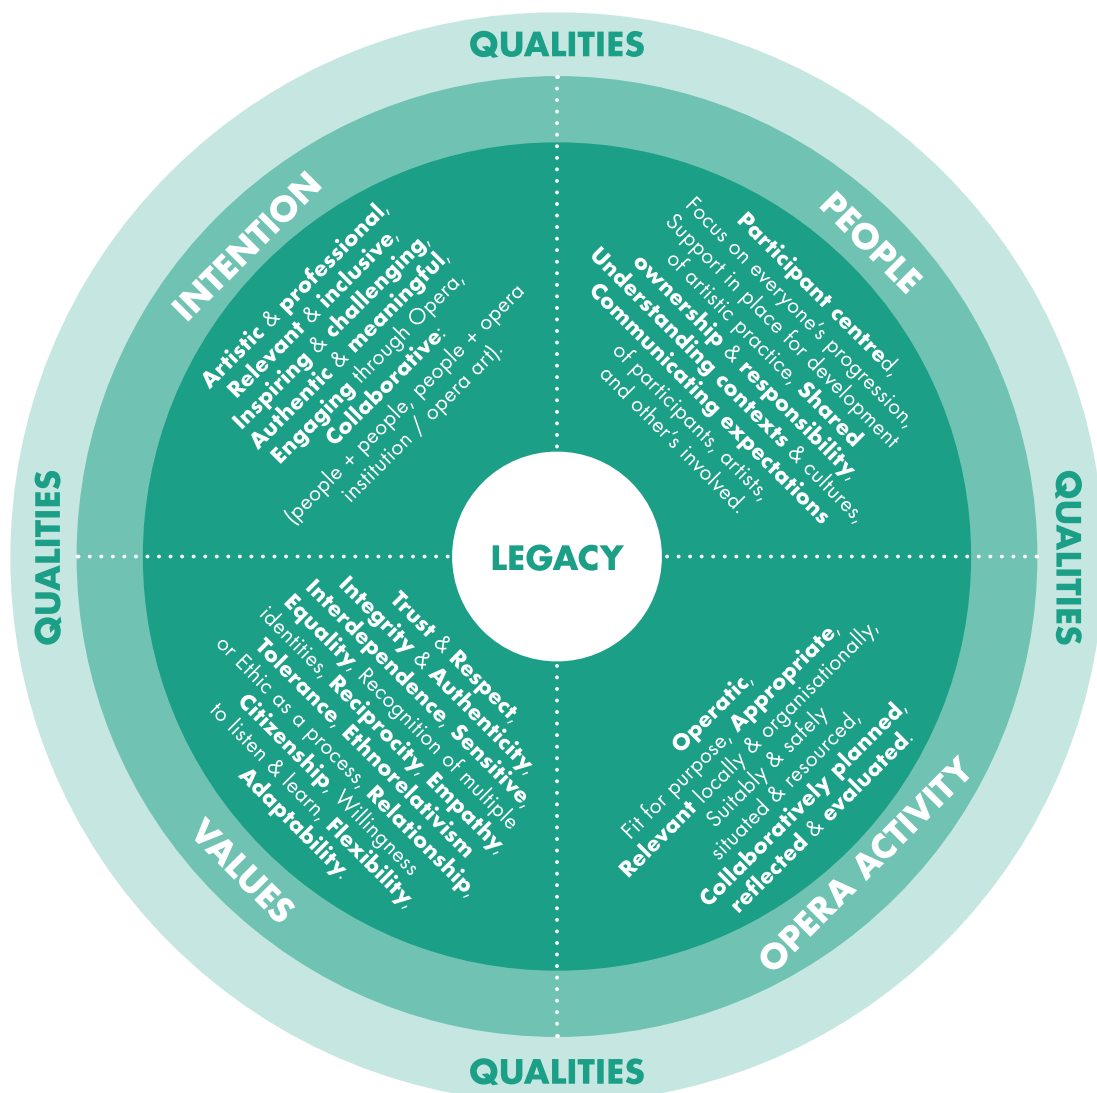 QUALITIES
INTENTION
Artistic & professional,
Relevant & inclusive,
Inspiring & challenging,
Authentic & meaningful,
Engaging through Opera,
Collaborative:
(people + people, people + opera
institution / opera art).
PEOPLE
Participant centred,
Focus on everyone's progression,
Support in place for development
of artistic practice, Shared
ownership & responsibility,
Understanding contexts & cultures,
Communicating expectations
of participants, artists,
and other's involved.
QUALITIES
LEGACY
QUALITIES
Trust & Respect,
Integrity & Authenticity,
Interdependence, Sensitive,
Equality, Recognition of multiple
identities, Reciprocity, Empathy,
Tolerance, Ethnorelativism
or Ethic as a process, Relationship,
Citizenship, Willingness
to listen & learn, Flexibility,
Adaptability.
VALUES
Operatic,
Fit for purpose, Appropriate,
Relevant locally & organisationally,
Suitably & safely
situated & resourced,
Collaboratively planned,
reflected & evaluated.
OPERA ACTIVITY
QUALITIES